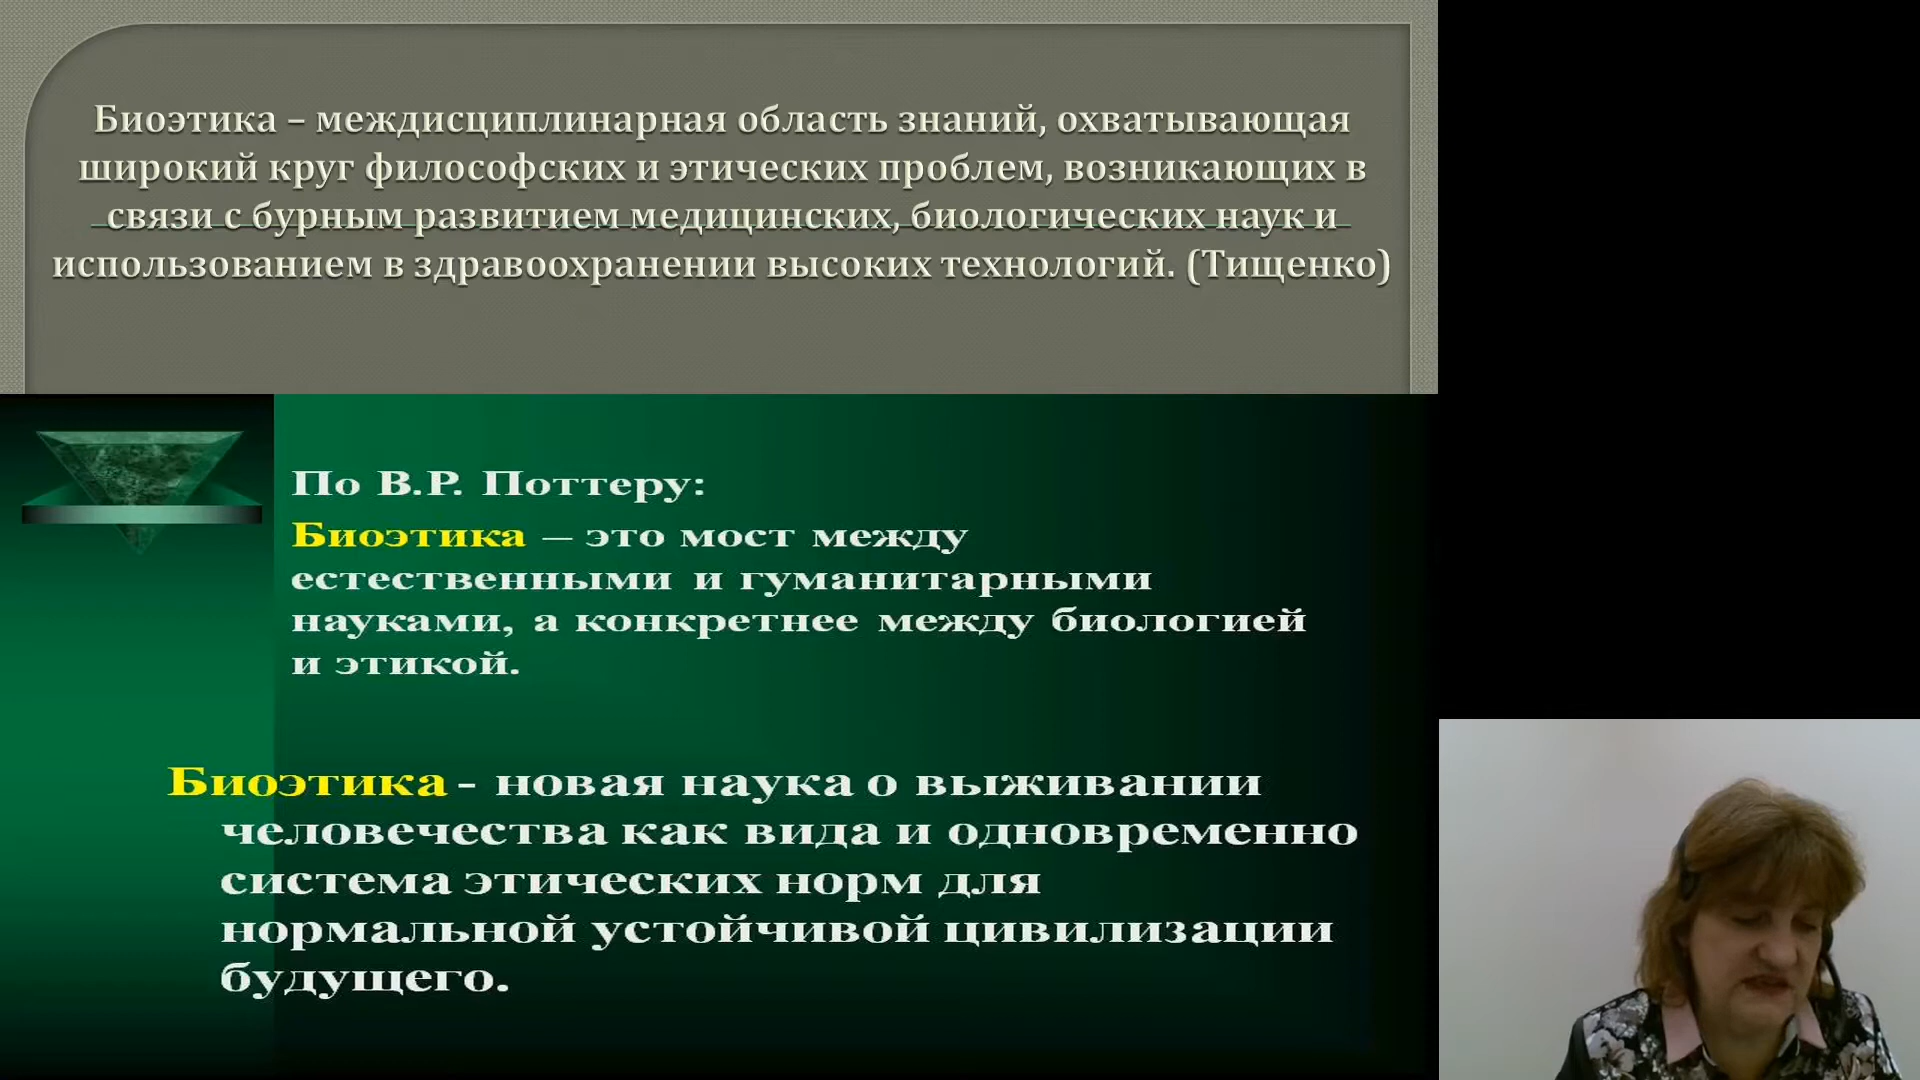 Биоэтика – междисциплинарная область знаний, охватывающая
широкий круг философских и этических проблем, возникающих в
связи с бурным развитием медицинских, биологических наук и
использованием в здравоохранении высоких технологий. (Тищенко)
По В.Р. Поттеру:
Биоэтика – это мост между
естественными и гуманитарными
науками, а конкретнее между биологией
и этикой.
Биоэтика - новая наука о выживании
человечества как вида и одновременно
система этических норм для
нормальной устойчивой цивилизации
будущего.